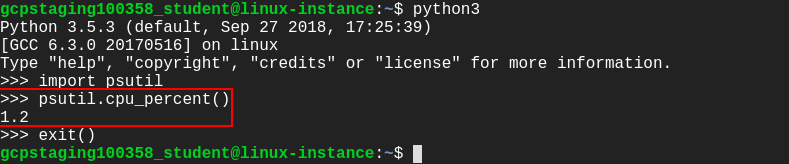 gcpstaging100358_student@linux-instance:~$ python3
Python 3.5.3 (default, Sep 27 2018, 17:25:39)
[GCC 6.3.0 20170516] on linux
Type "help", "copyright", "credits" or "license" for more information.
>>> import psutil
>>> psutil.cpu_percent()
1.2
>>> exit()
gcpstaging100358_student@linux-instance:~$